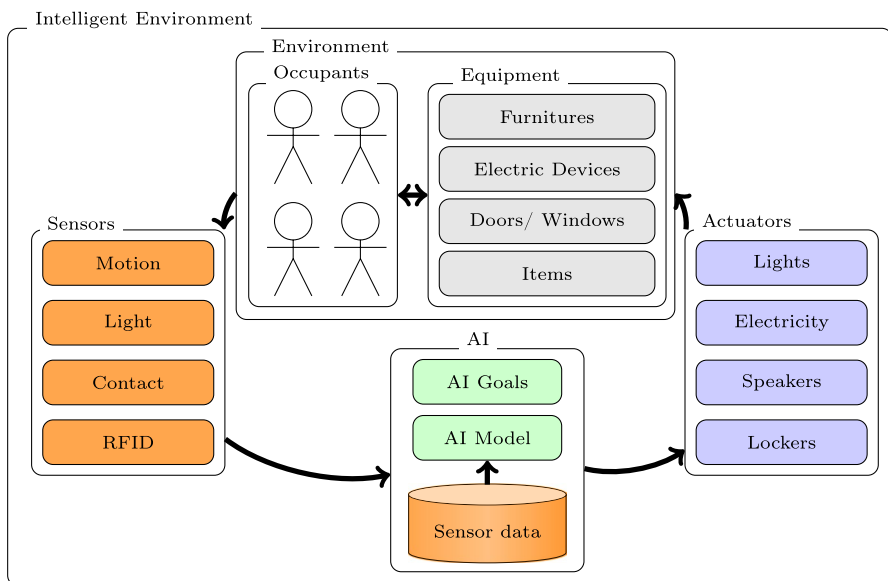 Intelligent Environment
Environment
Occupants
Equipment
Furnitures
Electric Devices
Doors/ Windows
Items
Sensors
Motion
Light
Contact
RFID
AI
AI Goals
AI Model
Sensor data
Actuators
Lights
Electricity
Speakers
Lockers